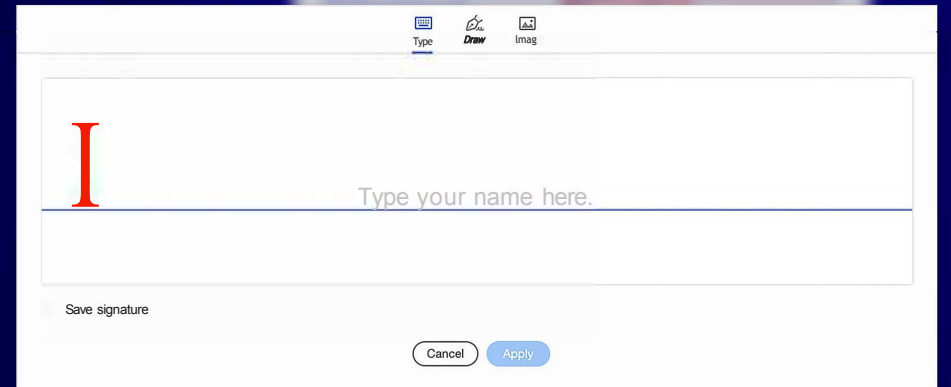 Type Draw Imag
I
Type your name here.
Save signature
Cancel Apply